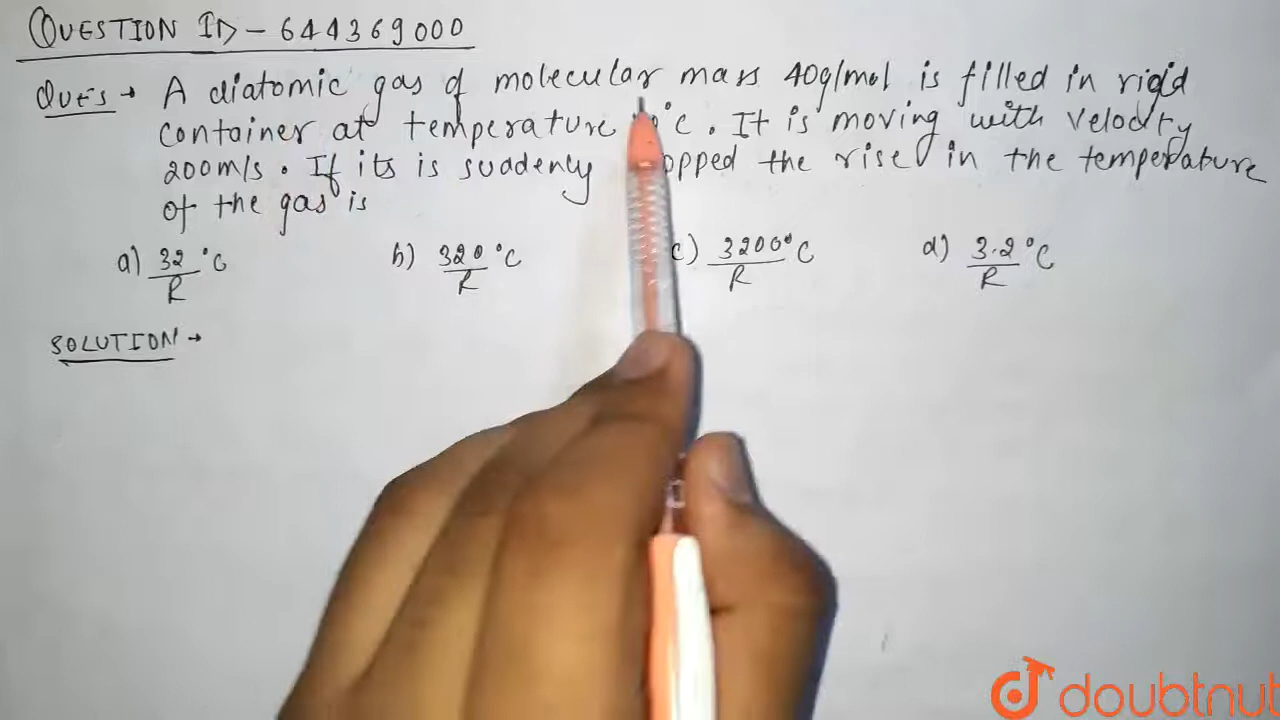 QUESTION ID - 644369000
QUES → A diatomic gas of molecular mass 40g/mol is filled in rigid
container at temperature °c. It is moving with velocity
200m/s. If its is suddenly the rise in the temperature
of the gas is
a) 32/R °C b) 320/R °C c) 3200/R °C d) 3.2/R °C
SOLUTION →
doubtnut